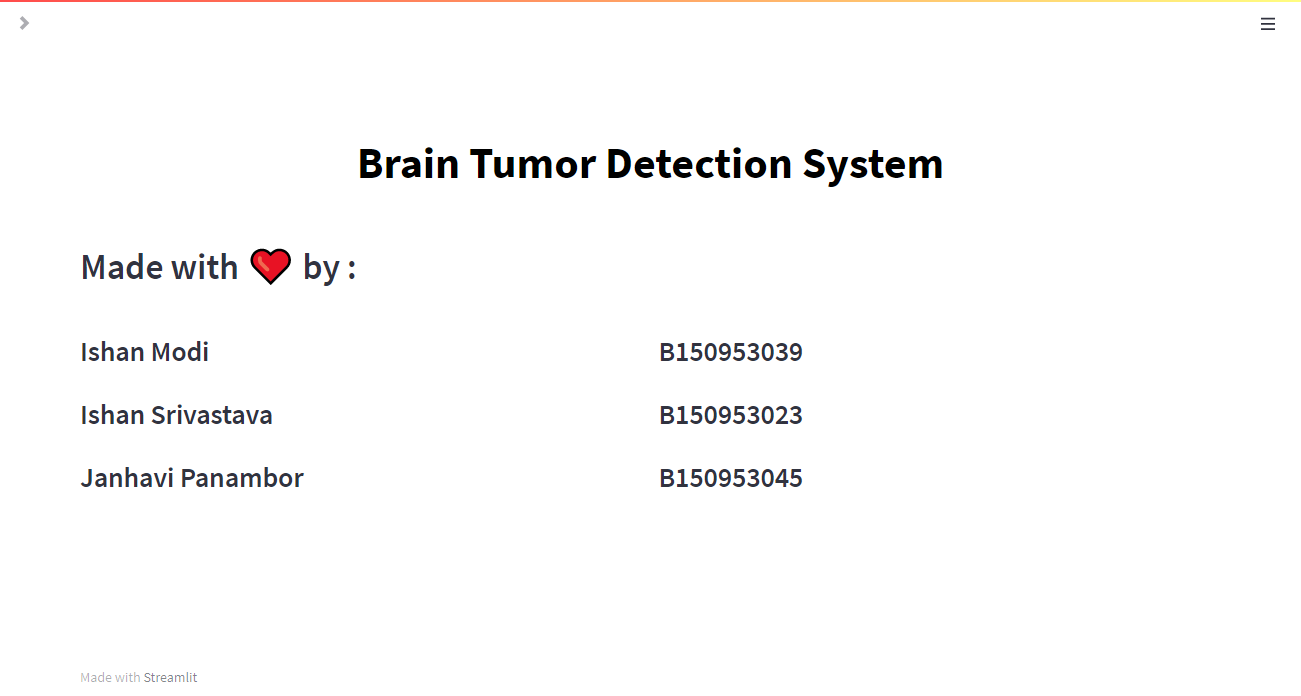 Brain Tumor Detection System
Made with ❤ by :
Ishan Modi B150953039
Ishan Srivastava B150953023
Janhavi Panambor B150953045
Made with Streamlit